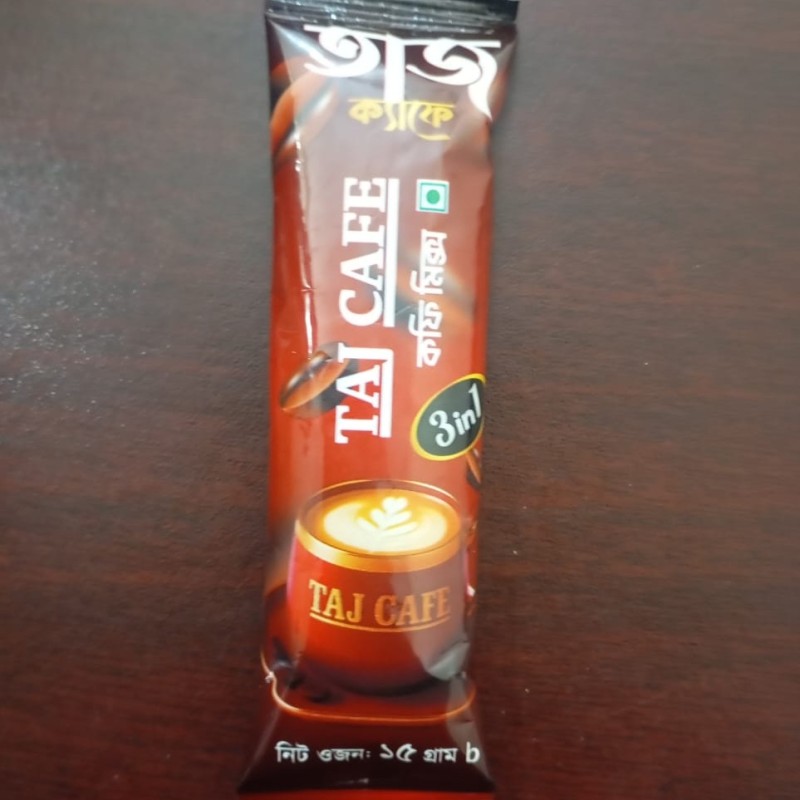 তাজ
ক্যাফে
TAJ CAFE
কফি মিক্স
3in1
TAJ CAFE
নিট ওজন: ১৫ গ্রাম b